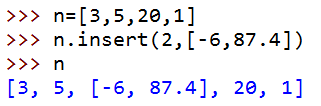 >>> n=[3,5,20,1]
>>> n.insert(2,[-6,87.4])
>>> n
[3, 5, [-6, 87.4], 20, 1]